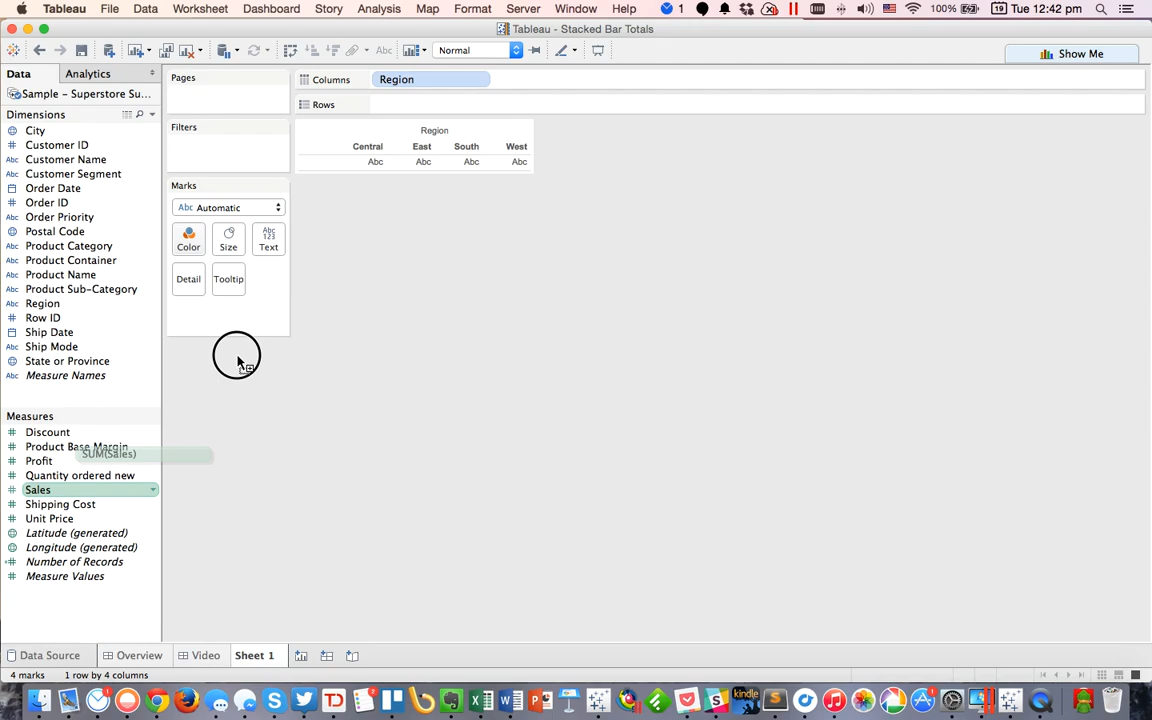 Tableau File Data Worksheet Dashboard Story Analysis Map Format Server Window Help 1 100% Tue 12:42 pm
Tableau - Stacked Bar Totals
Abc Normal Show Me
Data Analytics Pages Columns Region
Sample – Superstore Su... Rows
Dimensions
City
Customer ID
Customer Name
Customer Segment
Order Date
Order ID
Order Priority
Postal Code
Product Category
Product Container
Product Name
Product Sub-Category
Region
Row ID
Ship Date
Ship Mode
State or Province
Measure Names
Measures
Discount
Product Base Margin
SUM(Sales)
Profit
Quantity ordered new
Sales
Shipping Cost
Unit Price
Latitude (generated)
Longitude (generated)
Number of Records
Measure Values
Filters
Marks
Abc Automatic
Color Size Abc 123 Text
Detail Tooltip
Region
Central East South West
Abc Abc Abc Abc
Data Source Overview Video Sheet 1
4 marks 1 row by 4 columns